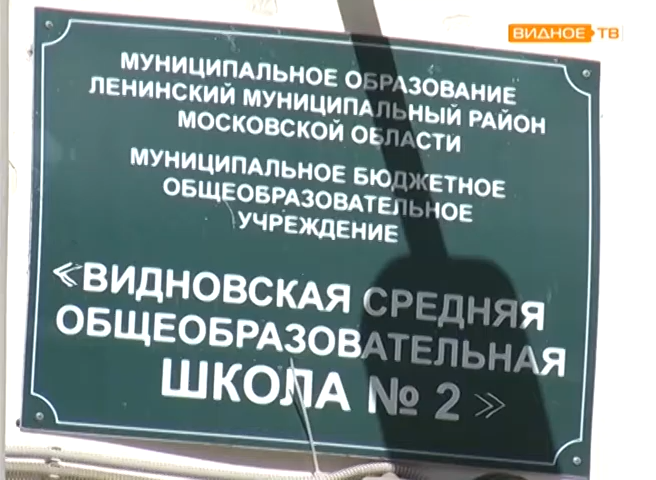 ВИДНОЕ ТВ
МУНИЦИПАЛЬНОЕ ОБРАЗОВАНИЕ
ЛЕНИНСКИЙ МУНИЦИПАЛЬНЫЙ РАЙОН
МОСКОВСКОЙ ОБЛАСТИ
МУНИЦИПАЛЬНОЕ БЮДЖЕТНОЕ
ОБЩЕОБРАЗОВАТЕЛЬНОЕ
УЧРЕЖДЕНИЕ
«ВИДНОВСКАЯ СРЕДНЯЯ
ОБЩЕОБРАЗОВАТЕЛЬНАЯ
ШКОЛА № 2»